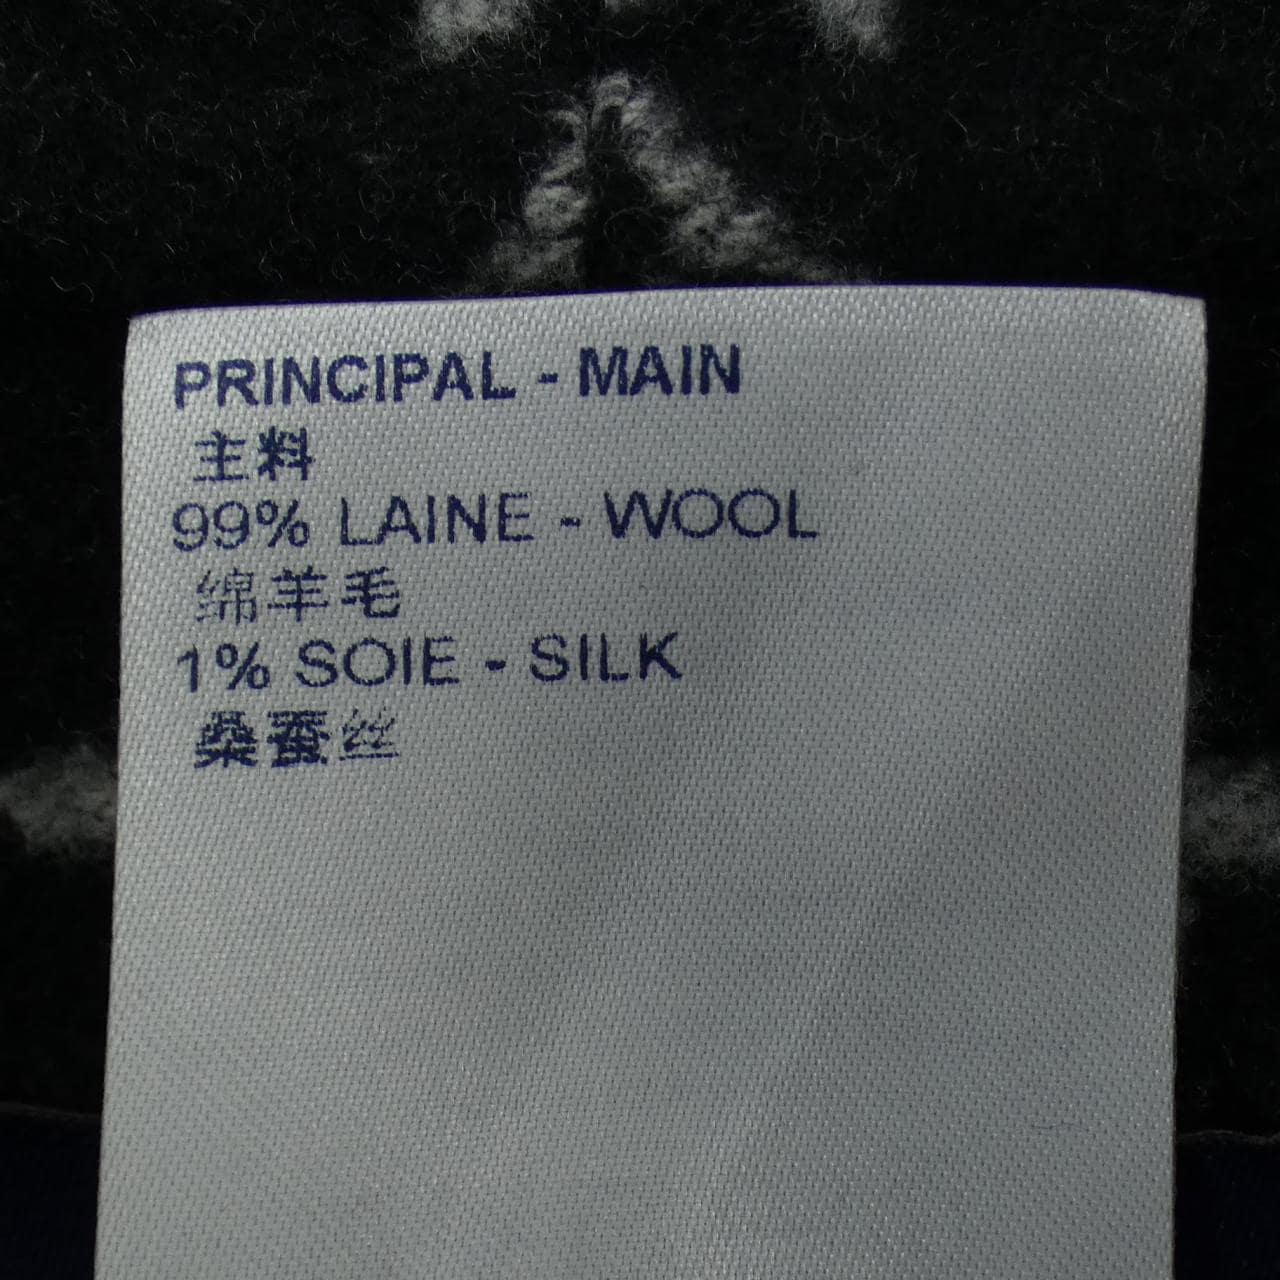 PRINCIPAL - MAIN
主料
99% LAINE - WOOL
绵羊毛
1% SOIE - SILK
桑蚕丝